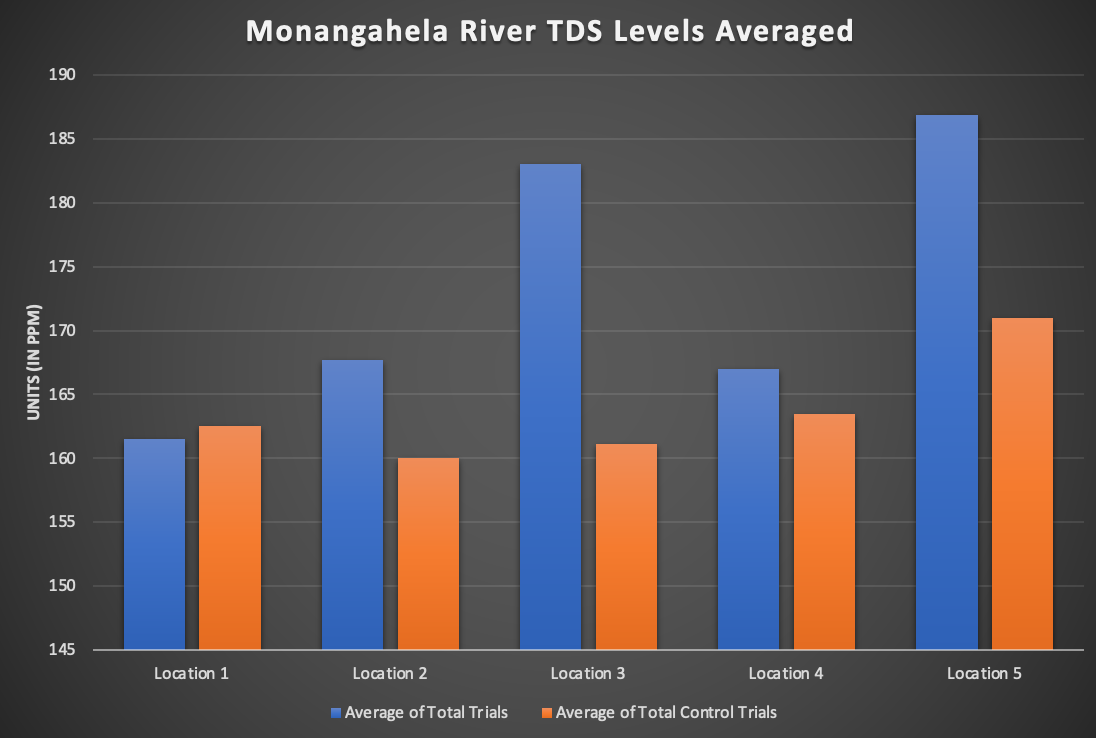 Monangahela River TDS Levels Averaged
190
185
180
175
170
165
160
155
150
145
UNITS (IN PPM)
Location 1 Location 2 Location 3 Location 4 Location 5
Average of Total Trials Average of Total Control Trials